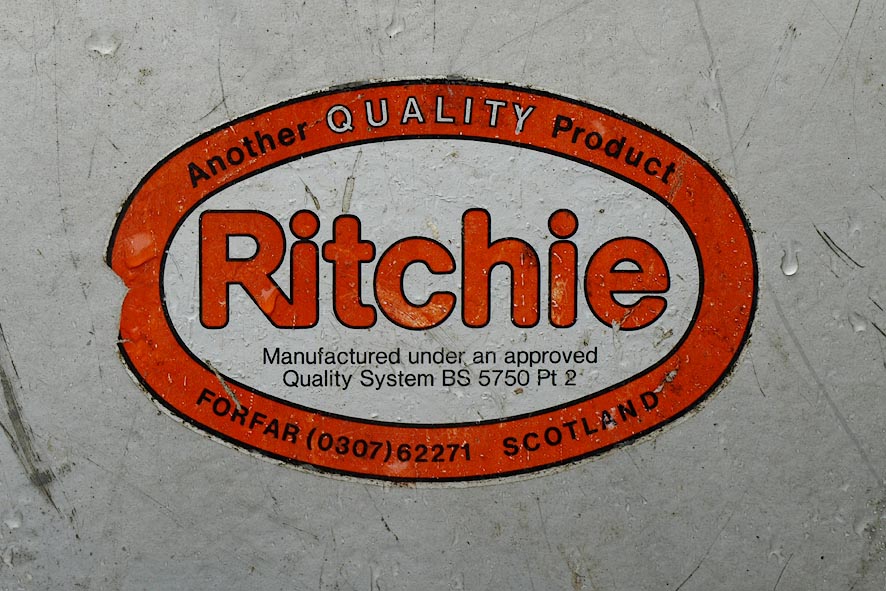 Another QUALITY Product
Ritchie
Manufactured under an approved
Quality System BS 5750 Pt 2
FORFAR (0307) 62271 SCOTLAND